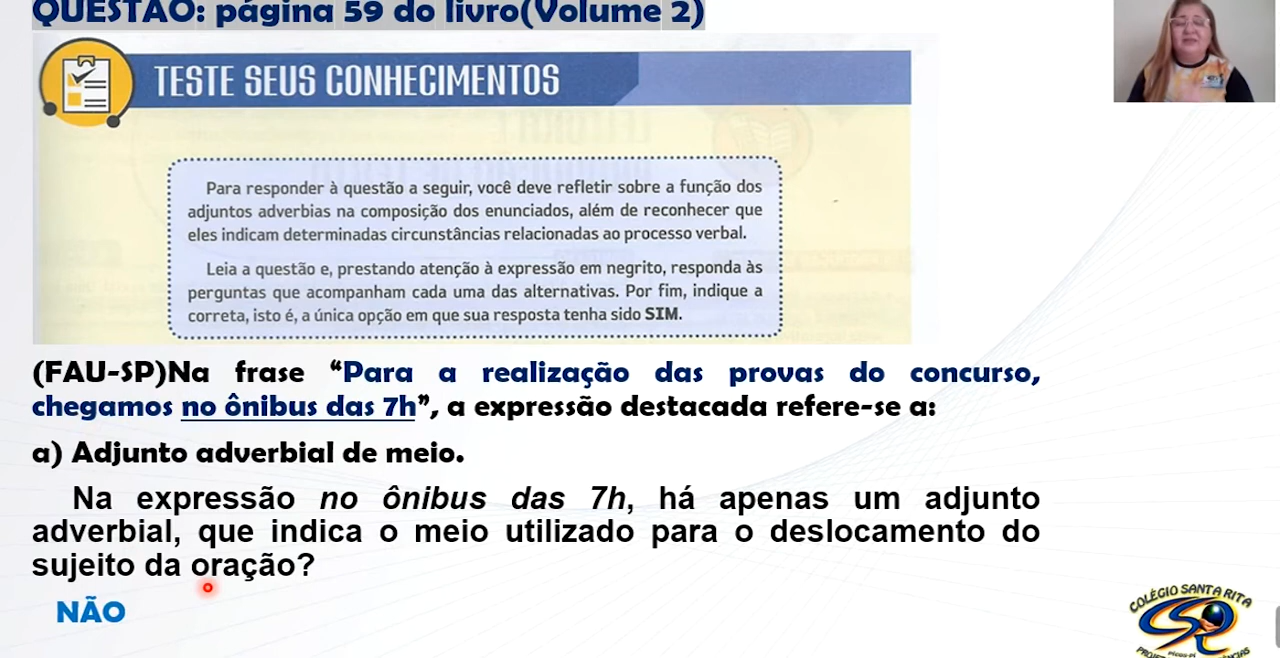 QUESTÃO: página 59 do livro(Volume 2)
TESTE SEUS CONHECIMENTOS
Para responder à questão a seguir, você deve refletir sobre a função dos
adjuntos adverbias na composição dos enunciados, além de reconhecer que
eles indicam determinadas circunstâncias relacionadas ao processo verbal.
Leia a questão e, prestando atenção à expressão em negrito, responda às
perguntas que acompanham cada uma das alternativas. Por fim, indique a
correta, isto é, a única opção em que sua resposta tenha sido SIM.
(FAU-SP)Na frase “Para a realização das provas do concurso,
chegamos no ônibus das 7h”, a expressão destacada refere-se a:
a) Adjunto adverbial de meio.
Na expressão no ônibus das 7h, há apenas um adjunto
adverbial, que indica o meio utilizado para o deslocamento do
sujeito da oração?
NÃO
COLÉGIO SANTA RITA